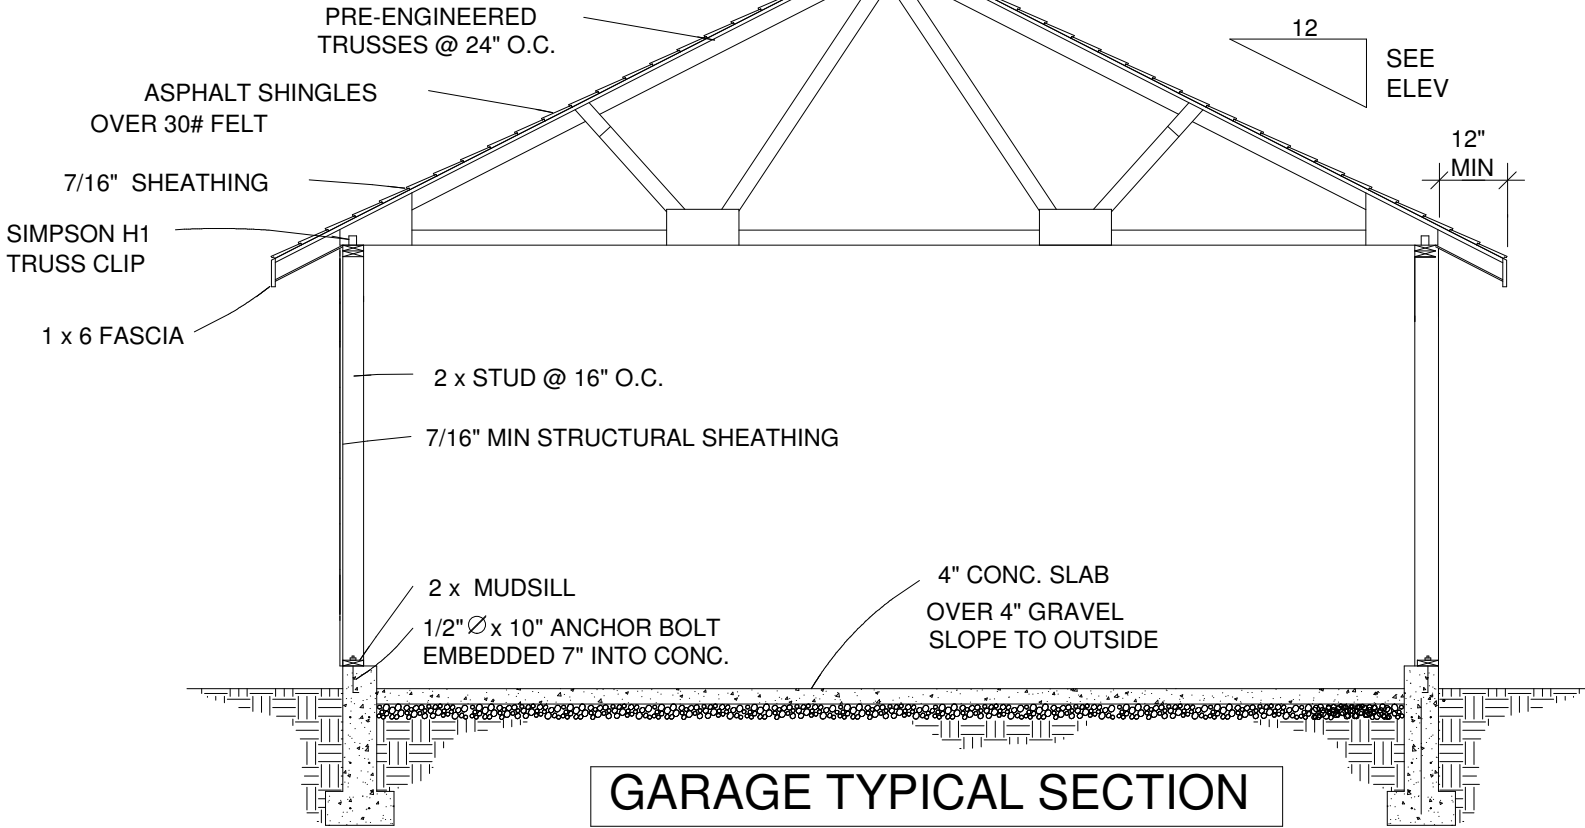 PRE-ENGINEERED
TRUSSES @ 24" O.C.
12
SEE
ELEV
ASPHALT SHINGLES
OVER 30# FELT
12"
MIN
7/16" SHEATHING
SIMPSON H1
TRUSS CLIP
1 x 6 FASCIA
2 x STUD @ 16" O.C.
7/16" MIN STRUCTURAL SHEATHING
2 x MUDSILL
1/2" Ø x 10" ANCHOR BOLT
EMBEDDED 7" INTO CONC.
4" CONC. SLAB
OVER 4" GRAVEL
SLOPE TO OUTSIDE
GARAGE TYPICAL SECTION